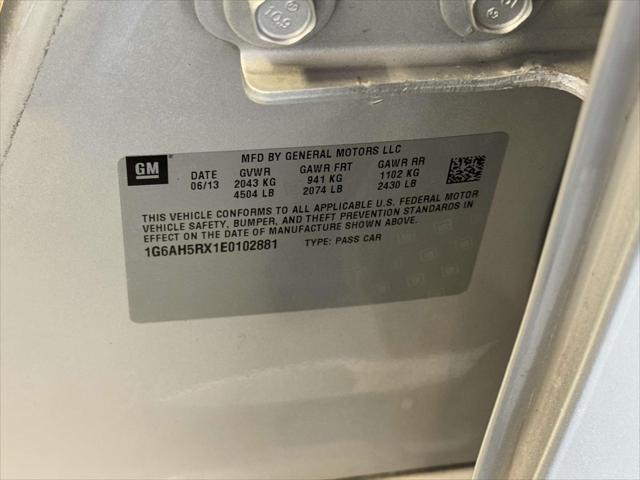 10.9
GM
MFD BY GENERAL MOTORS LLC
DATE GVWR GAWR FRT GAWR RR
06/13 2043 KG 941 KG 1102 KG
4504 LB 2074 LB 2430 LB
THIS VEHICLE CONFORMS TO ALL APPLICABLE U.S. FEDERAL MOTOR
VEHICLE SAFETY, BUMPER, AND THEFT PREVENTION STANDARDS IN
EFFECT ON THE DATE OF MANUFACTURE SHOWN ABOVE.
1G6AH5RX1E0102881 TYPE: PASS CAR